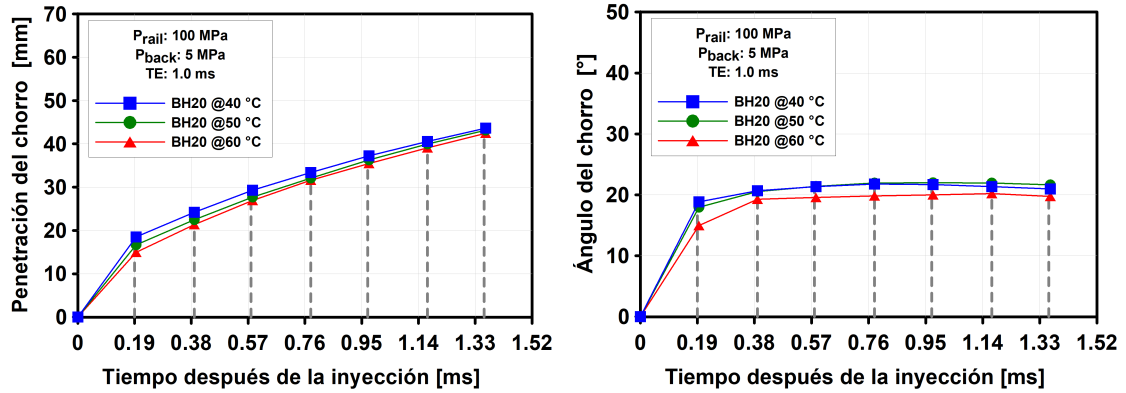 Penetración del chorro [mm]
70
60
50
40
30
20
10
0
P_rail: 100 MPa
P_back: 5 MPa
TE: 1.0 ms
BH20 @40 °C
BH20 @50 °C
BH20 @60 °C
0 0.19 0.38 0.57 0.76 0.95 1.14 1.33 1.52
Tiempo después de la inyección [ms]
Ángulo del chorro [°]
50
40
30
20
10
0
P_rail: 100 MPa
P_back: 5 MPa
TE: 1.0 ms
BH20 @40 °C
BH20 @50 °C
BH20 @60 °C
0 0.19 0.38 0.57 0.76 0.95 1.14 1.33 1.52
Tiempo después de la inyección [ms]